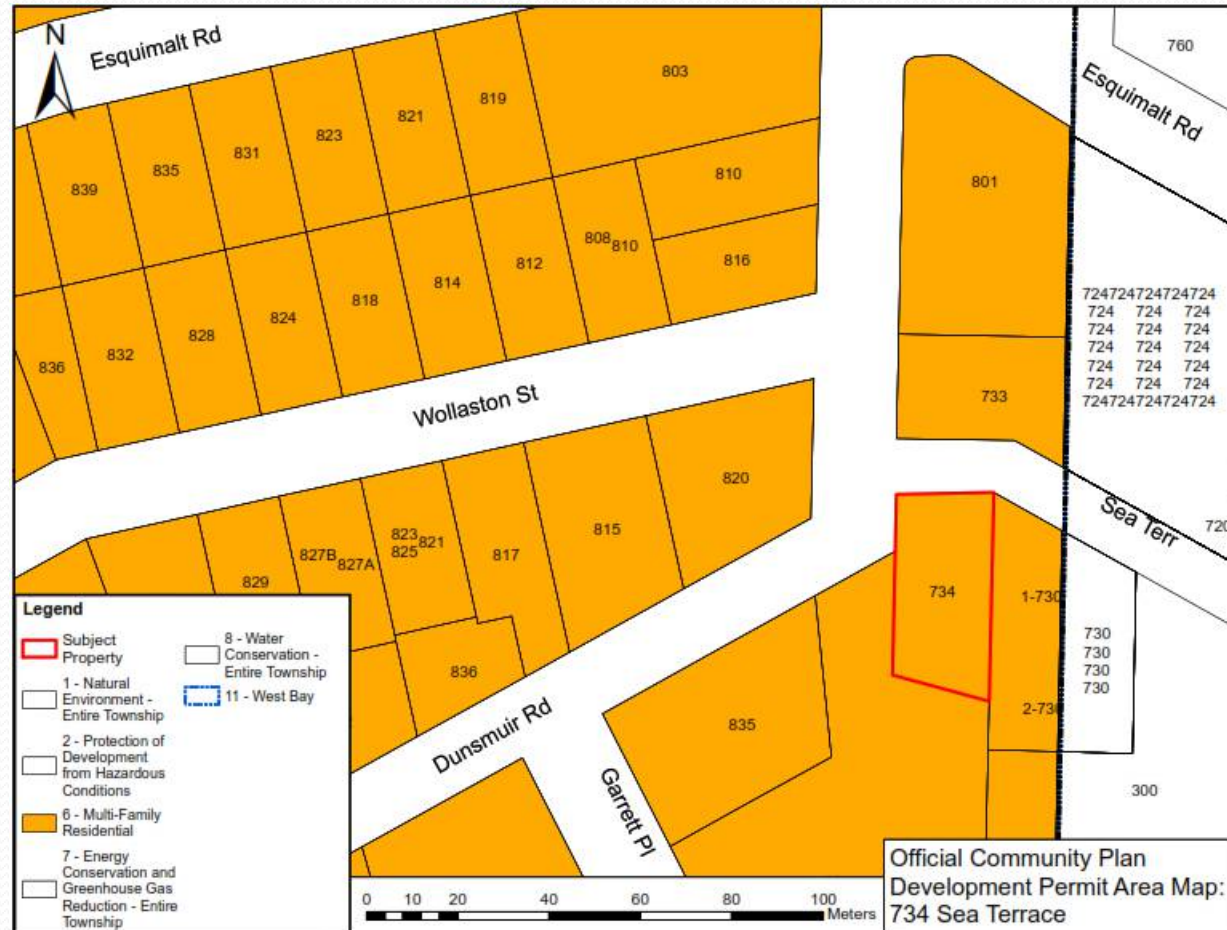 N
Esquimalt Rd
760
803
819
821
823
831
835
839
Esquimalt Rd
801
810
808
810
816
812
814
818
824
828
832
836
724724724724724
724 724 724
724 724 724
724 724 724
724 724 724
724 724 724
724724724724724
733
Wollaston St
820
815
817
823
825
821
827B
827A
829
836
Sea Terr
720
734
1-730
2-730
730
730
730
730
835
300
Dunsmuir Rd
Garrett Pl
Legend
Subject
Property
1 - Natural
Environment -
Entire Township
2 - Protection of
Development
from Hazardous
Conditions
6 - Multi-Family
Residential
7 - Energy
Conservation and
Greenhouse Gas
Reduction - Entire
Township
8 - Water
Conservation -
Entire Township
11 - West Bay
0 10 20 40 60 80 100
Meters
Official Community Plan
Development Permit Area Map:
734 Sea Terrace